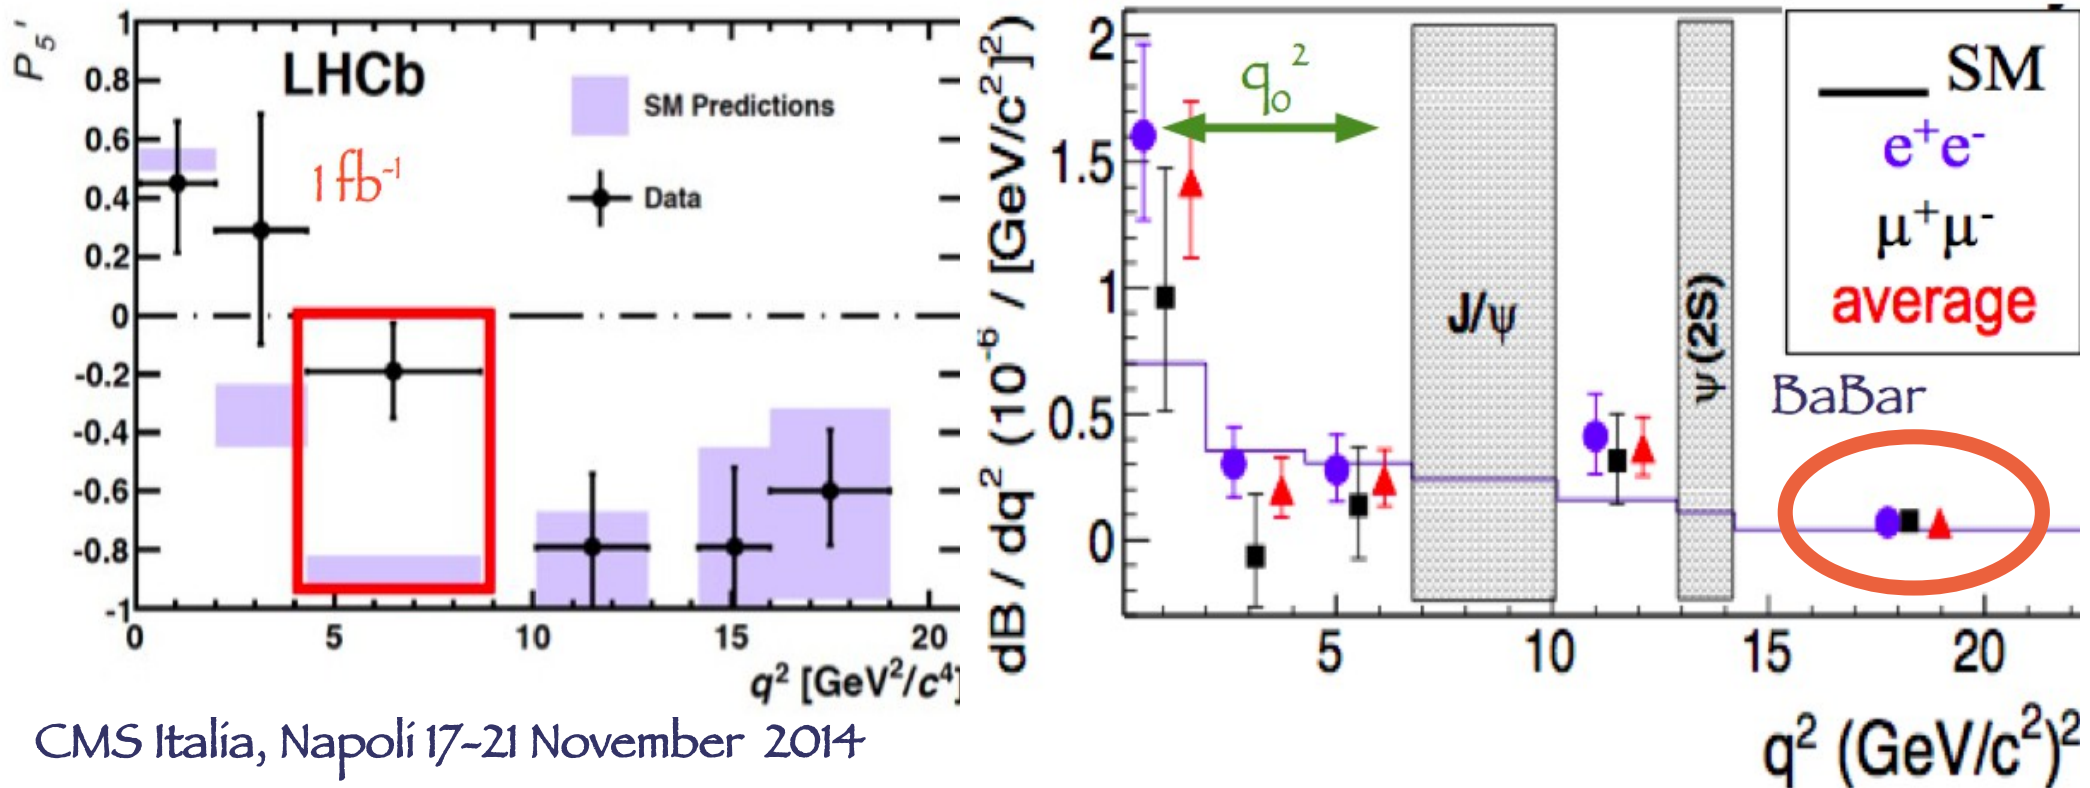 P5'
1
0.8
0.6
0.4
0.2
0
-0.2
-0.4
-0.6
-0.8
-1
0 5 10 15 20
q² [GeV²/c⁴]
LHCb
1 fb⁻¹
SM Predictions
Data
CMS Italia, Napoli 17-21 November 2014
dB / dq² (10⁻⁶ / [GeV/c²]²)
2
1.5
1
0.5
0
5 10 15 20
q² (GeV/c²)²
q₀²
J/ψ
ψ(2S)
SM
e⁺e⁻
μ⁺μ⁻
average
BaBar